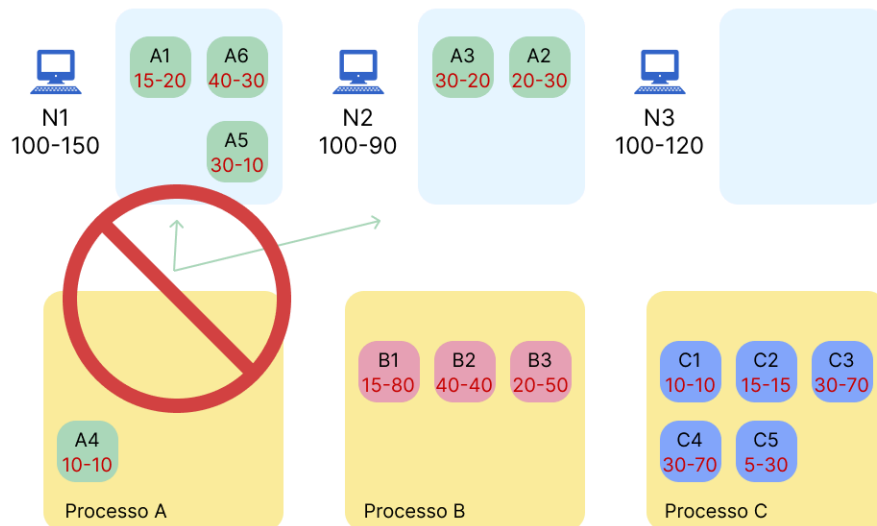 A1
15-20
A6
40-30
A5
30-10
N1
100-150
A3
30-20
A2
20-30
N2
100-90
N3
100-120
A4
10-10
Processo A
B1
15-80
B2
40-40
B3
20-50
Processo B
C1
10-10
C2
15-15
C3
30-70
C4
30-70
C5
5-30
Processo C